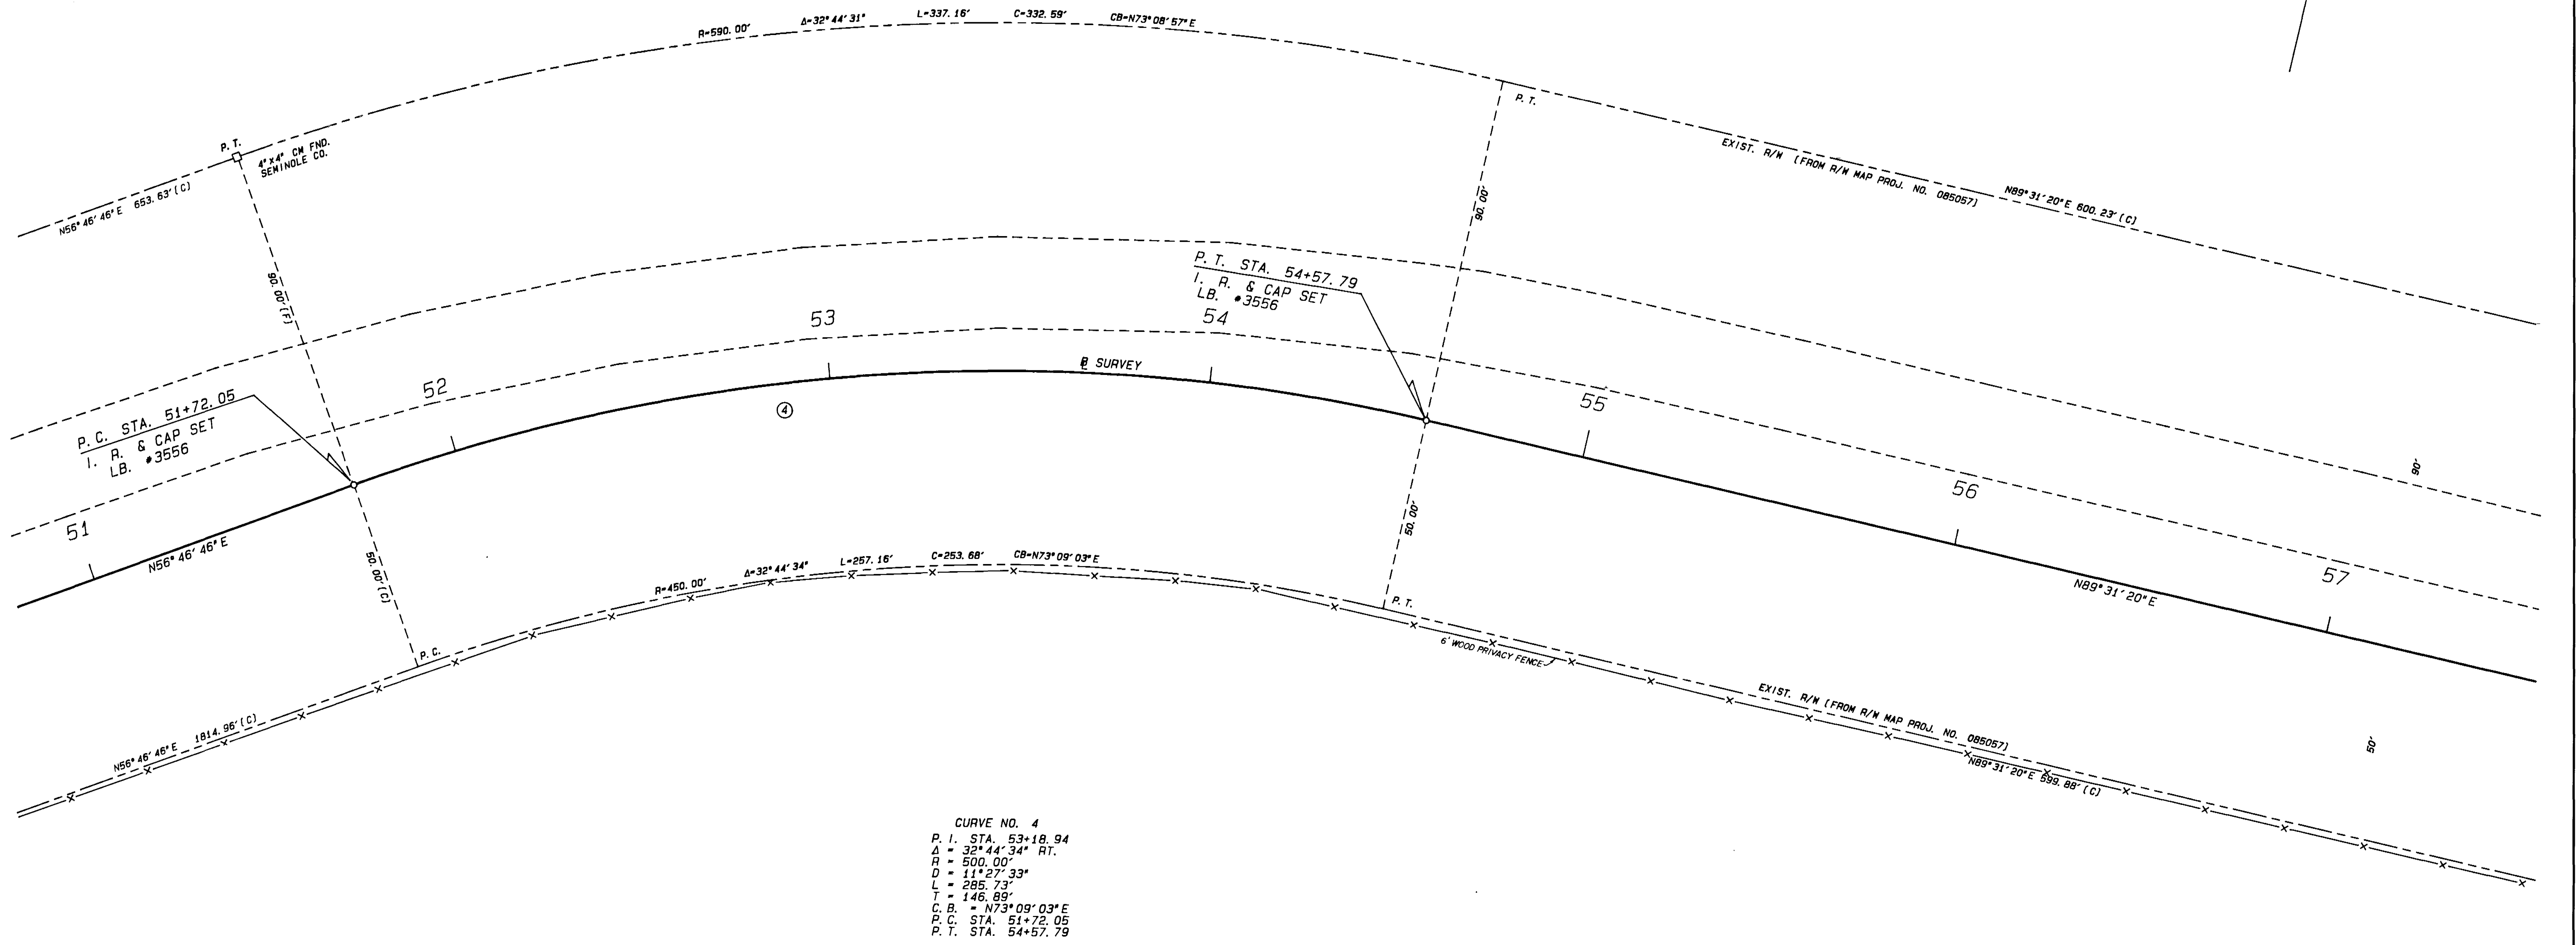 R=590.00' Δ=32°44'31" L=337.16' C=332.59' CB=N73°08'57"E
P.T.
4"x4" CM FND.
SEMINOLE CO.
N56°46'46"E 653.63'(C)
90.00'(F)
P.T.
90.00'
EXIST. R/W (FROM R/W MAP PROJ. NO. 085057)
N89°31'20"E 600.23'(C)
P.T. STA. 54+57.79
I. R. & CAP SET
LB. #3556
P.C. STA. 51+72.05
I. R. & CAP SET
LB. #3556
51
52
53
54
55
56
57
B SURVEY
4
90'
N56°46'46"E
N89°31'20"E
50.00'(C)
50.00'
R=450.00' Δ=32°44'34" L=257.16' C=253.68' CB=N73°09'03"E
P.C.
P.T.
6' WOOD PRIVACY FENCE
N56°46'46"E 1814.96'(C)
EXIST. R/W (FROM R/W MAP PROJ. NO. 085057)
N89°31'20"E 599.88'(C)
50'
CURVE NO. 4
P.I. STA. 53+18.94
Δ = 32°44'34" RT.
R = 500.00'
D = 11°27'33"
L = 285.73'
T = 146.89'
C.B. = N73°09'03"E
P.C. STA. 51+72.05
P.T. STA. 54+57.79